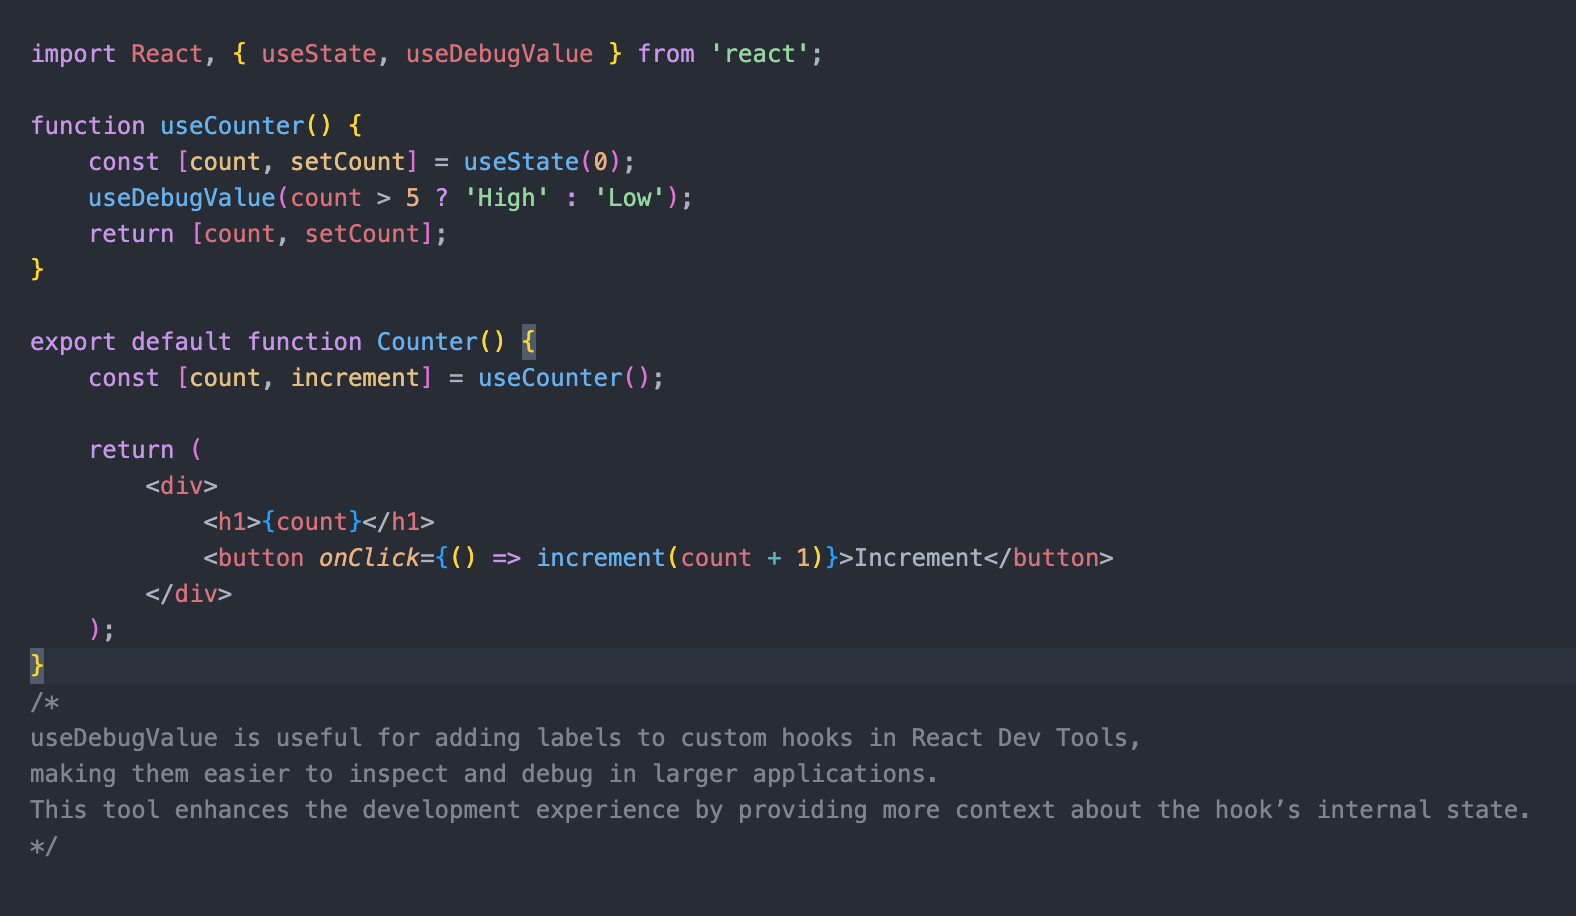 import React, { useState, useDebugValue } from 'react';
function useCounter() {
    const [count, setCount] = useState(0);
    useDebugValue(count > 5 ? 'High' : 'Low');
    return [count, setCount];
}
export default function Counter() {
    const [count, increment] = useCounter();
    return (
        <div>
            <h1>{count}</h1>
            <button onClick={() => increment(count + 1)}>Increment</button>
        </div>
    );
}
/*
useDebugValue is useful for adding labels to custom hooks in React Dev Tools,
making them easier to inspect and debug in larger applications.
This tool enhances the development experience by providing more context about the hook’s internal state.
*/